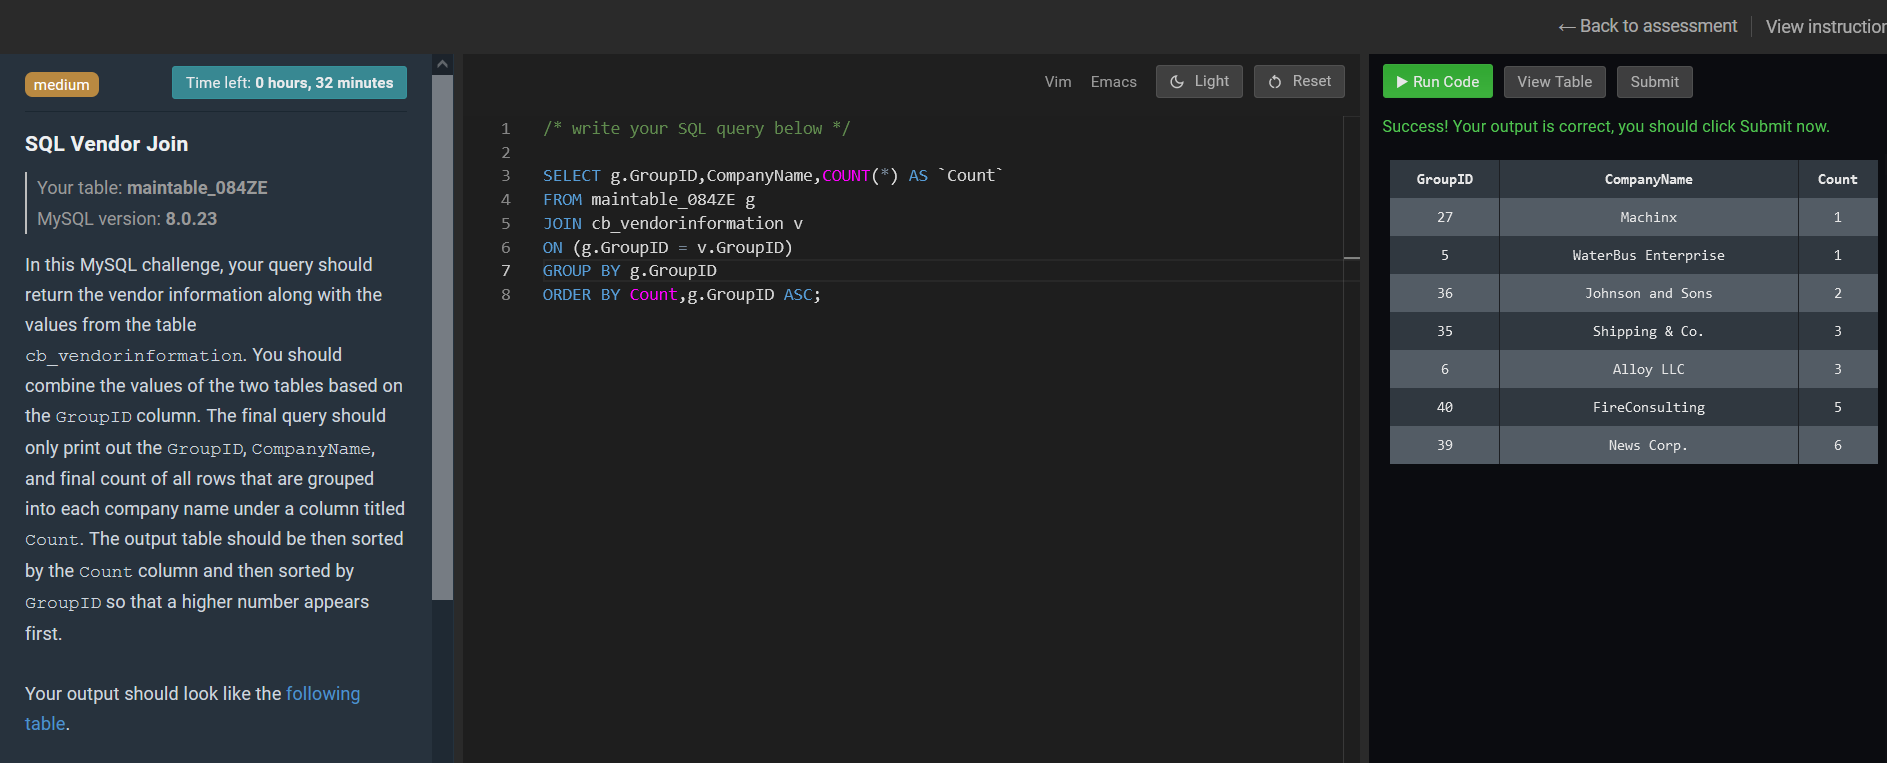 ← Back to assessment
View instruction
medium
Time left: 0 hours, 32 minutes
SQL Vendor Join
Your table: maintable_084ZE
MySQL version: 8.0.23
In this MySQL challenge, your query should
return the vendor information along with the
values from the table
cb_vendorinformation. You should
combine the values of the two tables based on
the GroupID column. The final query should
only print out the GroupID, CompanyName,
and final count of all rows that are grouped
into each company name under a column titled
Count. The output table should be then sorted
by the Count column and then sorted by
GroupID so that a higher number appears
first.
Your output should look like the following
table.
Vim Emacs Light Reset
1 /* write your SQL query below */
2
3 SELECT g.GroupID,CompanyName,COUNT(*) AS `Count`
4 FROM maintable_084ZE g
5 JOIN cb_vendorinformation v
6 ON (g.GroupID = v.GroupID)
7 GROUP BY g.GroupID
8 ORDER BY Count,g.GroupID ASC;
Run Code View Table Submit
Success! Your output is correct, you should click Submit now.
GroupID CompanyName Count
27 Machinx 1
5 WaterBus Enterprise 1
36 Johnson and Sons 2
35 Shipping & Co. 3
6 Alloy LLC 3
40 FireConsulting 5
39 News Corp. 6